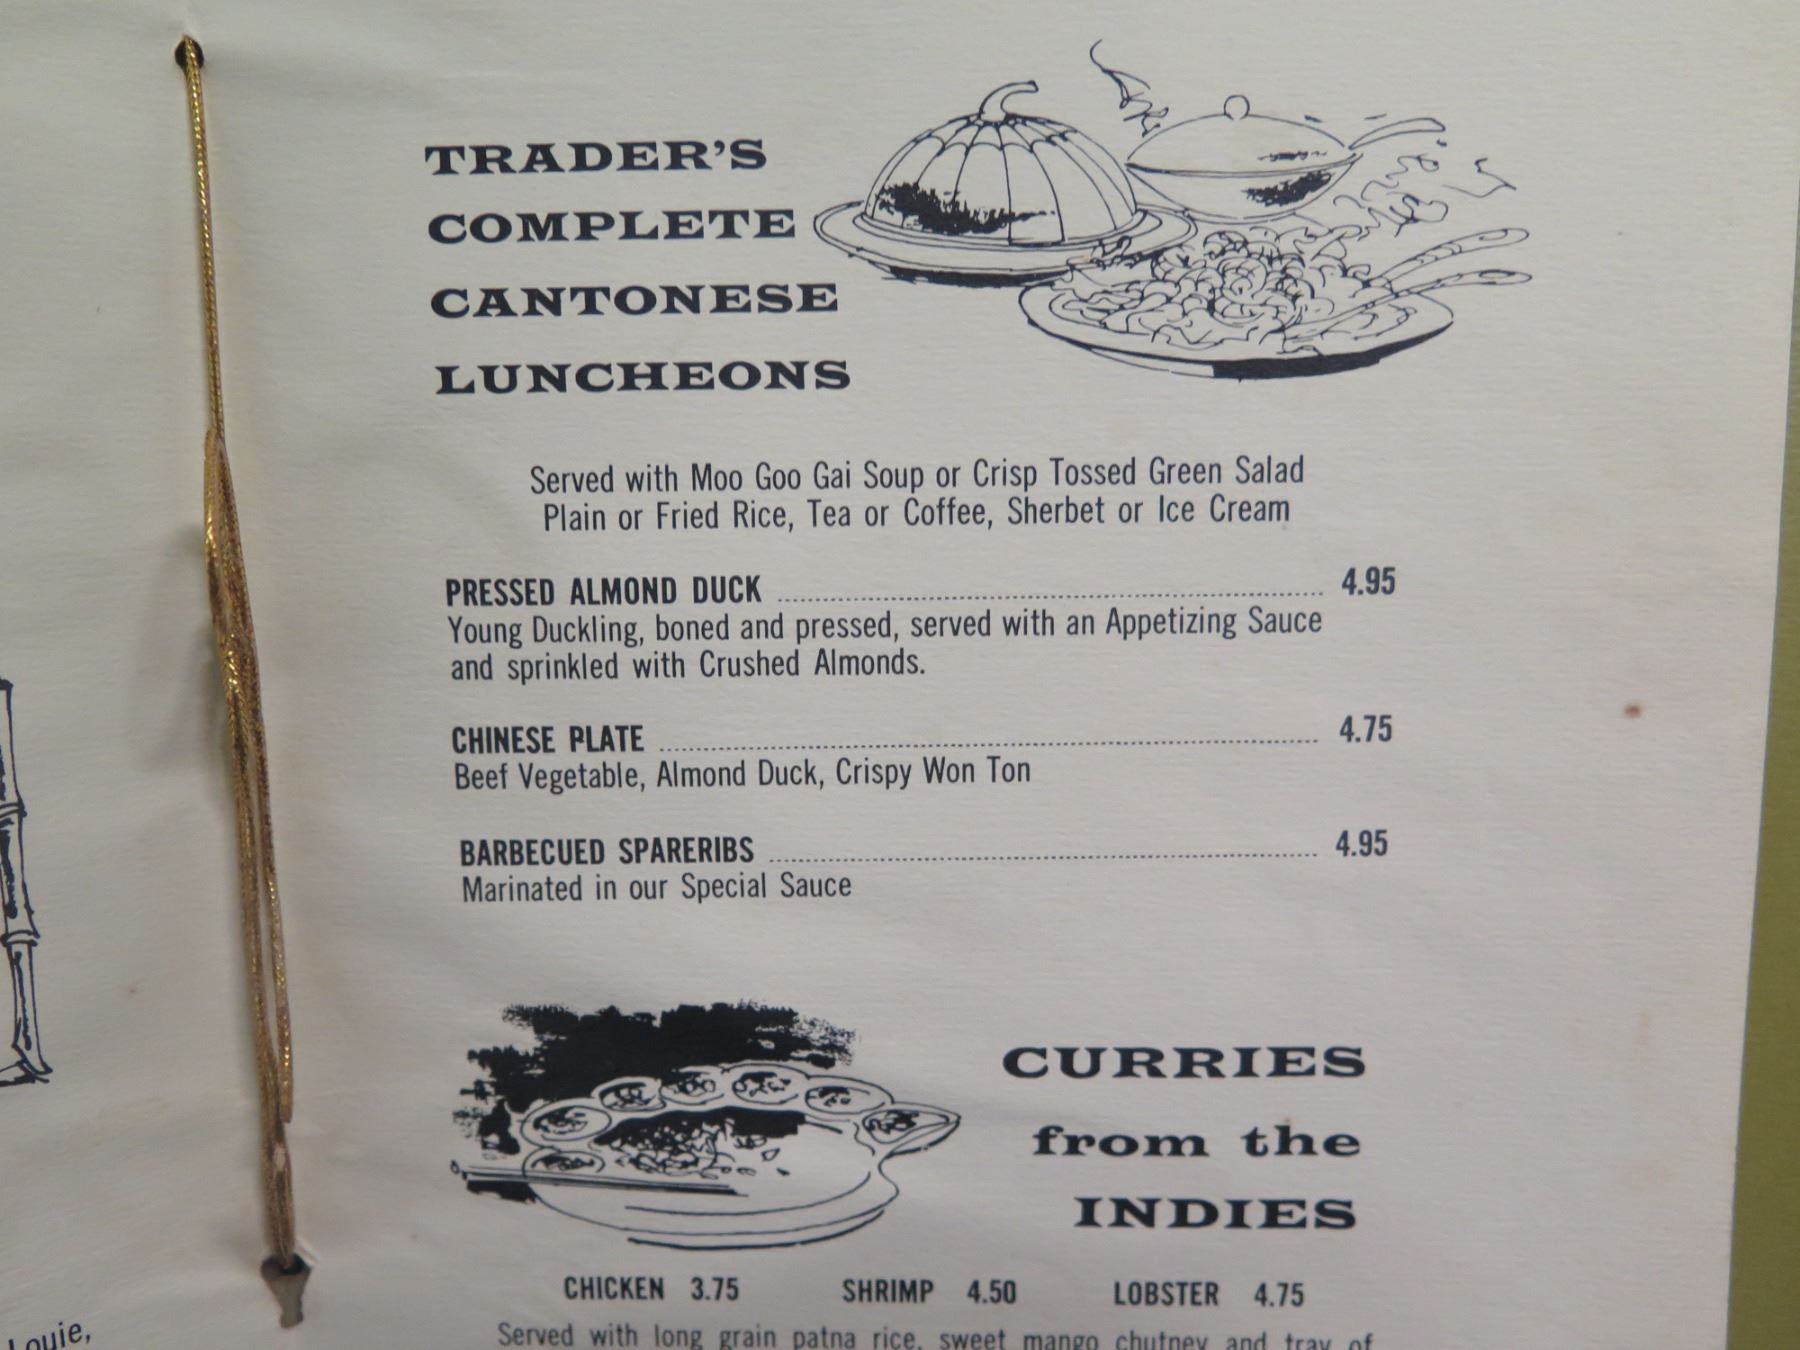 TRADER'S
COMPLETE
CANTONESE
LUNCHEONS
Served with Moo Goo Gai Soup or Crisp Tossed Green Salad
Plain or Fried Rice, Tea or Coffee, Sherbet or Ice Cream
PRESSED ALMOND DUCK 4.95
Young Duckling, boned and pressed, served with an Appetizing Sauce
and sprinkled with Crushed Almonds.
CHINESE PLATE 4.75
Beef Vegetable, Almond Duck, Crispy Won Ton
BARBECUED SPARERIBS 4.95
Marinated in our Special Sauce
CURRIES
from the
INDIES
CHICKEN 3.75 SHRIMP 4.50 LOBSTER 4.75
Served with long grain patna rice, sweet mango chutney and tray of
Louie,